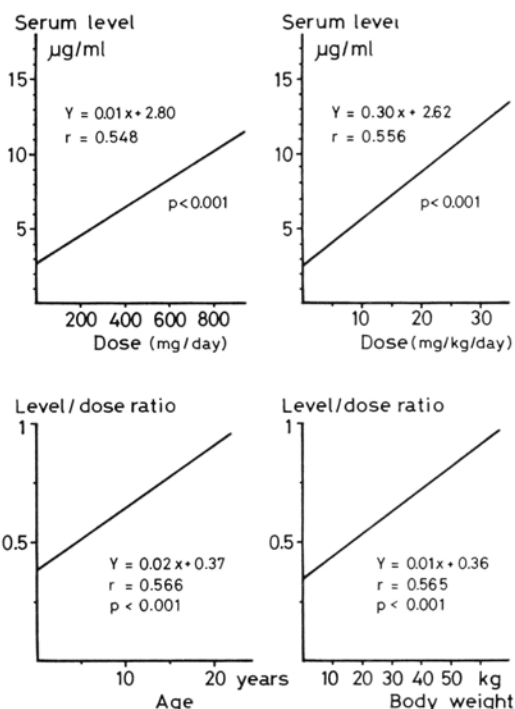 Serum level
µg/ml
15
10
5
Y = 0.01x + 2.80
r = 0.548
p<0.001
200 400 600 800
Dose (mg/day)
Serum level
µg/ml
15
10
5
Y = 0.30x + 2.62
r = 0.556
p<0.001
10 20 30
Dose (mg/kg/day)
Level/dose ratio
1
0.5
Y = 0.02x + 0.37
r = 0.566
p < 0.001
10 20 years
Age
Level/dose ratio
1
0.5
Y = 0.01x + 0.36
r = 0.565
p < 0.001
10 20 30 40 50 kg
Body weight